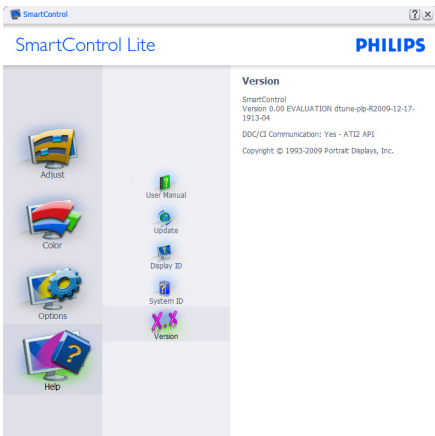 SmartControl
SmartControl Lite
PHILIPS
Adjust
Color
Options
Help
User Manual
Update
Display ID
System ID
X.X
Version
Version
SmartControl
Version 0.00 EVALUATION dtune-plp-R2009-12-17-
1913-04
DDC/CI Communication: Yes - ATI2 API
Copyright © 1993-2009 Portrait Displays, Inc.